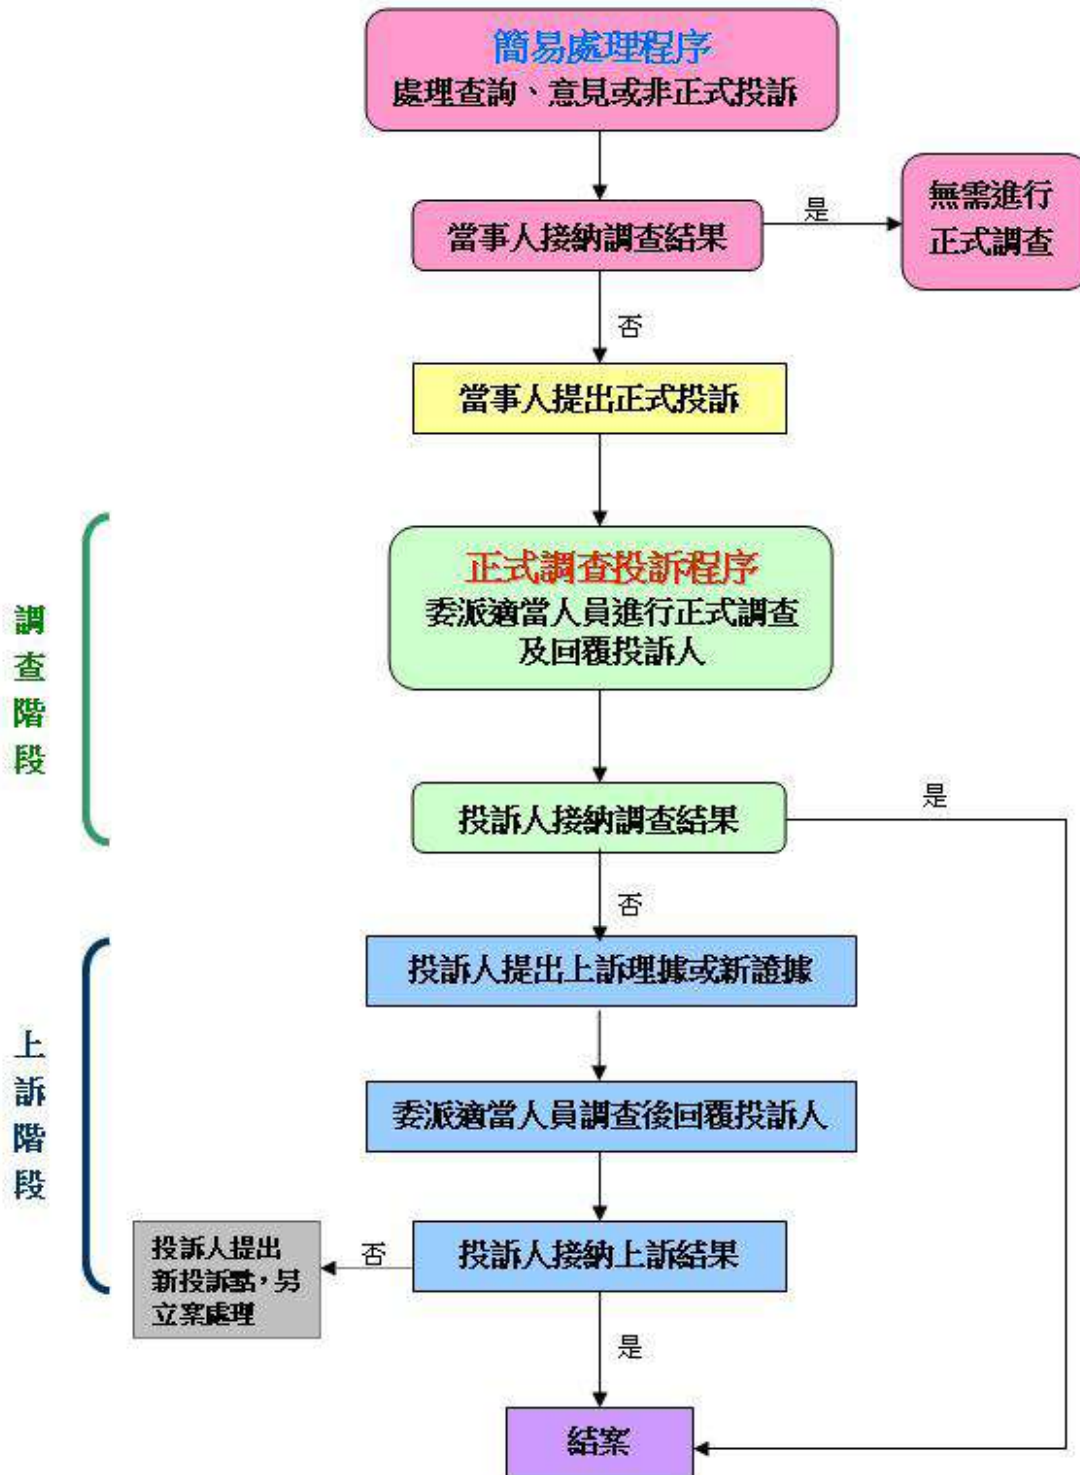 簡易處理程序
處理查詢、意見或非正式投訴
當事人接納調查結果
是
無需進行
正式調查
否
當事人提出正式投訴
調查階段
正式調查投訴程序
委派適當人員進行正式調查
及回覆投訴人
投訴人接納調查結果
是
否
上訴階段
投訴人提出上訴理據或新證據
委派適當人員調查後回覆投訴人
投訴人接納上訴結果
否
投訴人提出
新投訴點，另
立案處理
是
結案